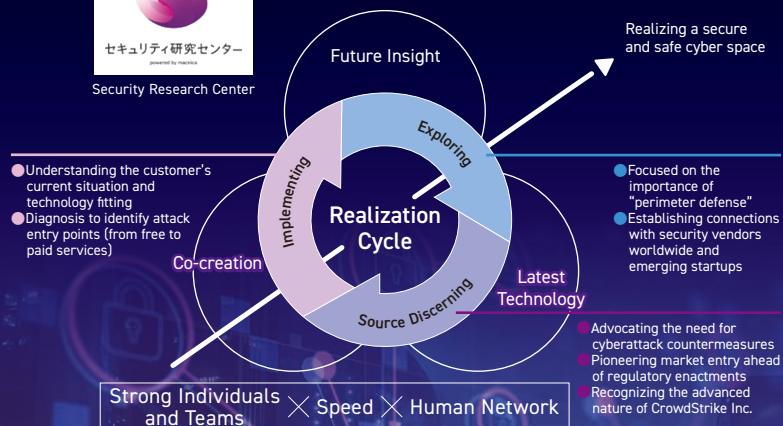 セキュリティ研究センター
powered by macnica
Security Research Center
Future Insight
Realizing a secure
and safe cyber space
Exploring
Implementing
Realization
Cycle
Source Discerning
Co-creation
Latest
Technology
Understanding the customer's
current situation and
technology fitting
Diagnosis to identify attack
entry points (from free to
paid services)
Focused on the
importance of
"perimeter defense"
Establishing connections
with security vendors
worldwide and
emerging startups
Advocating the need for
cyberattack countermeasures
Pioneering market entry ahead
of regulatory enactments
Recognizing the advanced
nature of CrowdStrike Inc.
Strong Individuals
and Teams
× Speed × Human Network